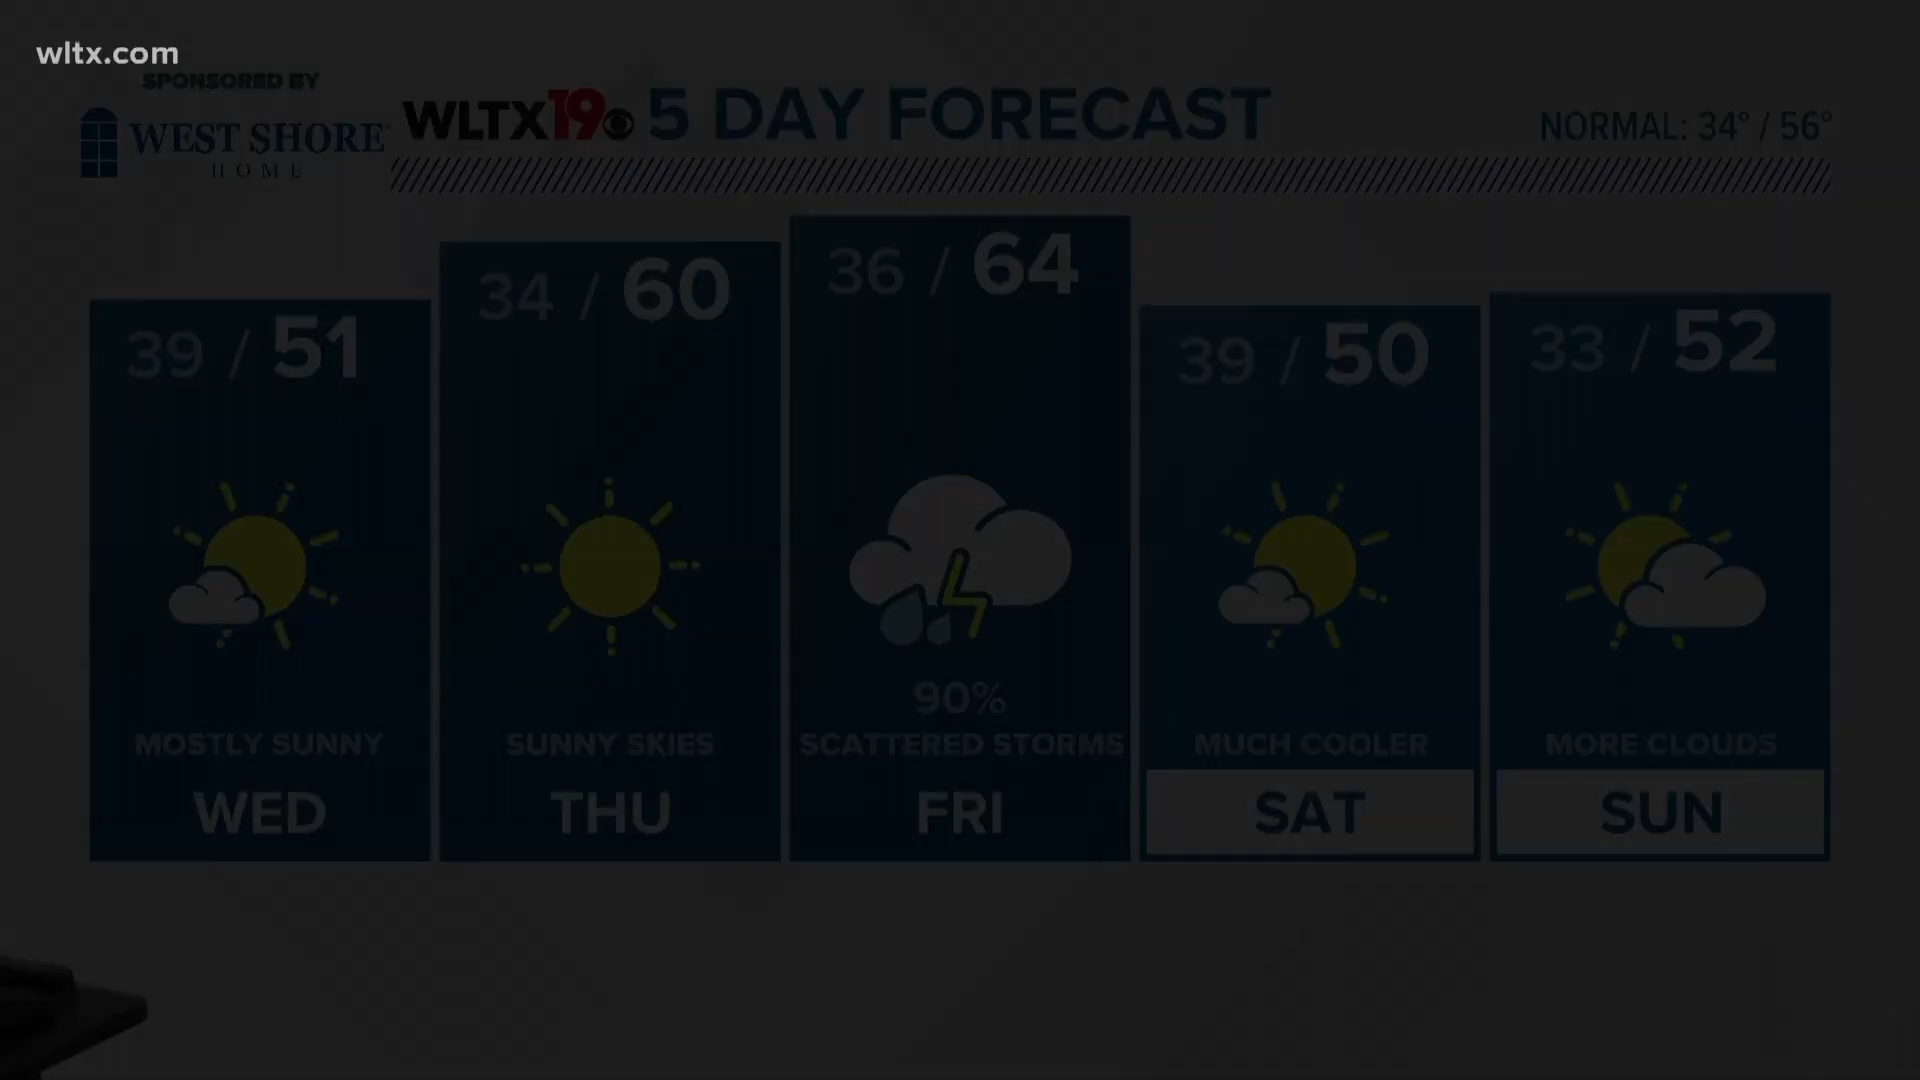 wltx.com
SPONSORED BY
WEST SHORE
HOME
WLTX19 5 DAY FORECAST
NORMAL: 34° / 56°
39 / 51
MOSTLY SUNNY
WED
34 / 60
SUNNY SKIES
THU
36 / 64
90%
SCATTERED STORMS
FRI
39 / 50
MUCH COOLER
SAT
33 / 52
MORE CLOUDS
SUN